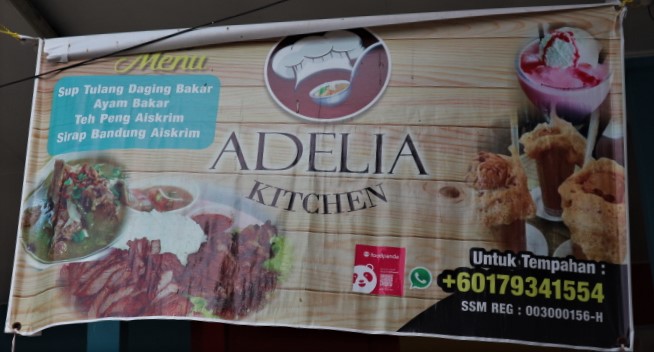 Menu
Sup Tulang Daging Bakar
Ayam Bakar
Teh Peng Aiskrim
Sirap Bandung Aiskrim
ADELIA
KITCHEN
foodpanda
Untuk Tempahan :
+60179341554
SSM REG : 003000156-H